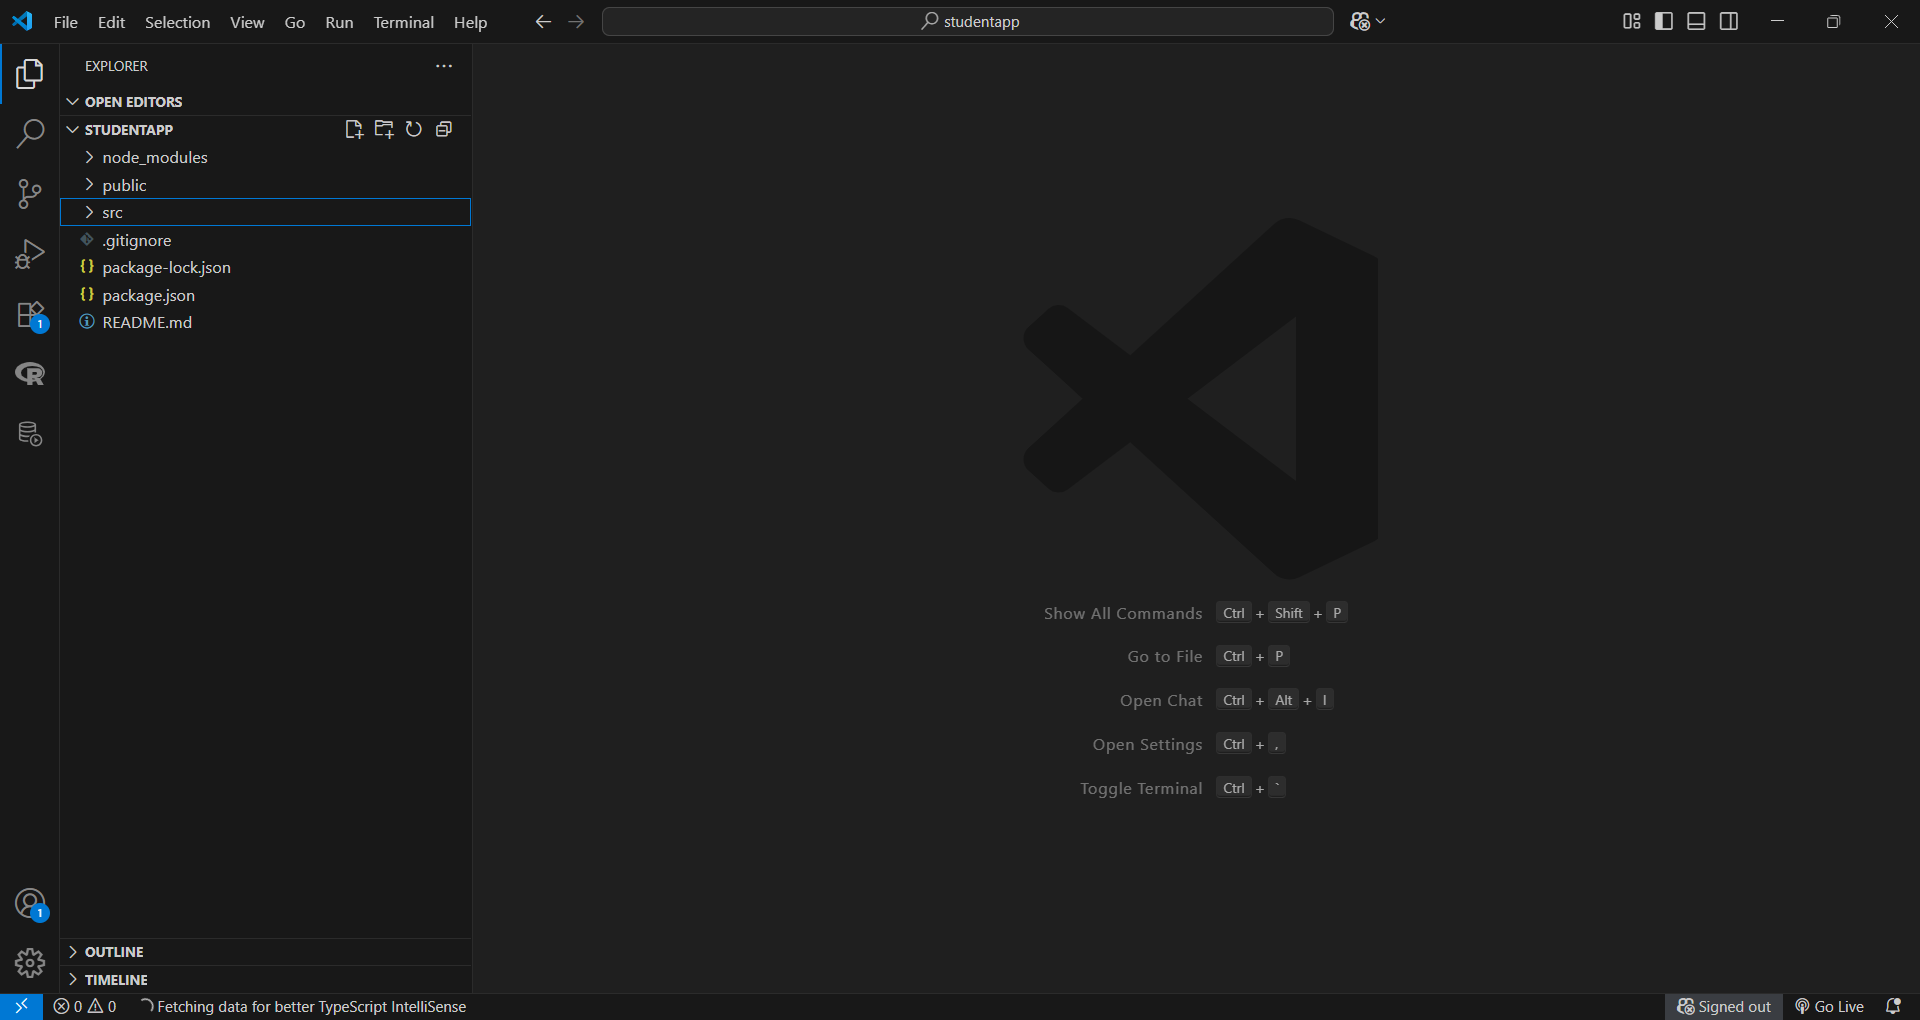 File Edit Selection View Go Run Terminal Help
studentapp
EXPLORER
OPEN EDITORS
STUDENTAPP
node_modules
public
src
.gitignore
{} package-lock.json
{} package.json
README.md
Show All Commands Ctrl + Shift + P
Go to File Ctrl + P
Open Chat Ctrl + Alt + I
Open Settings Ctrl + ,
Toggle Terminal Ctrl + `
1
R
1
OUTLINE
TIMELINE
0 0 Fetching data for better TypeScript IntelliSense Signed out Go Live